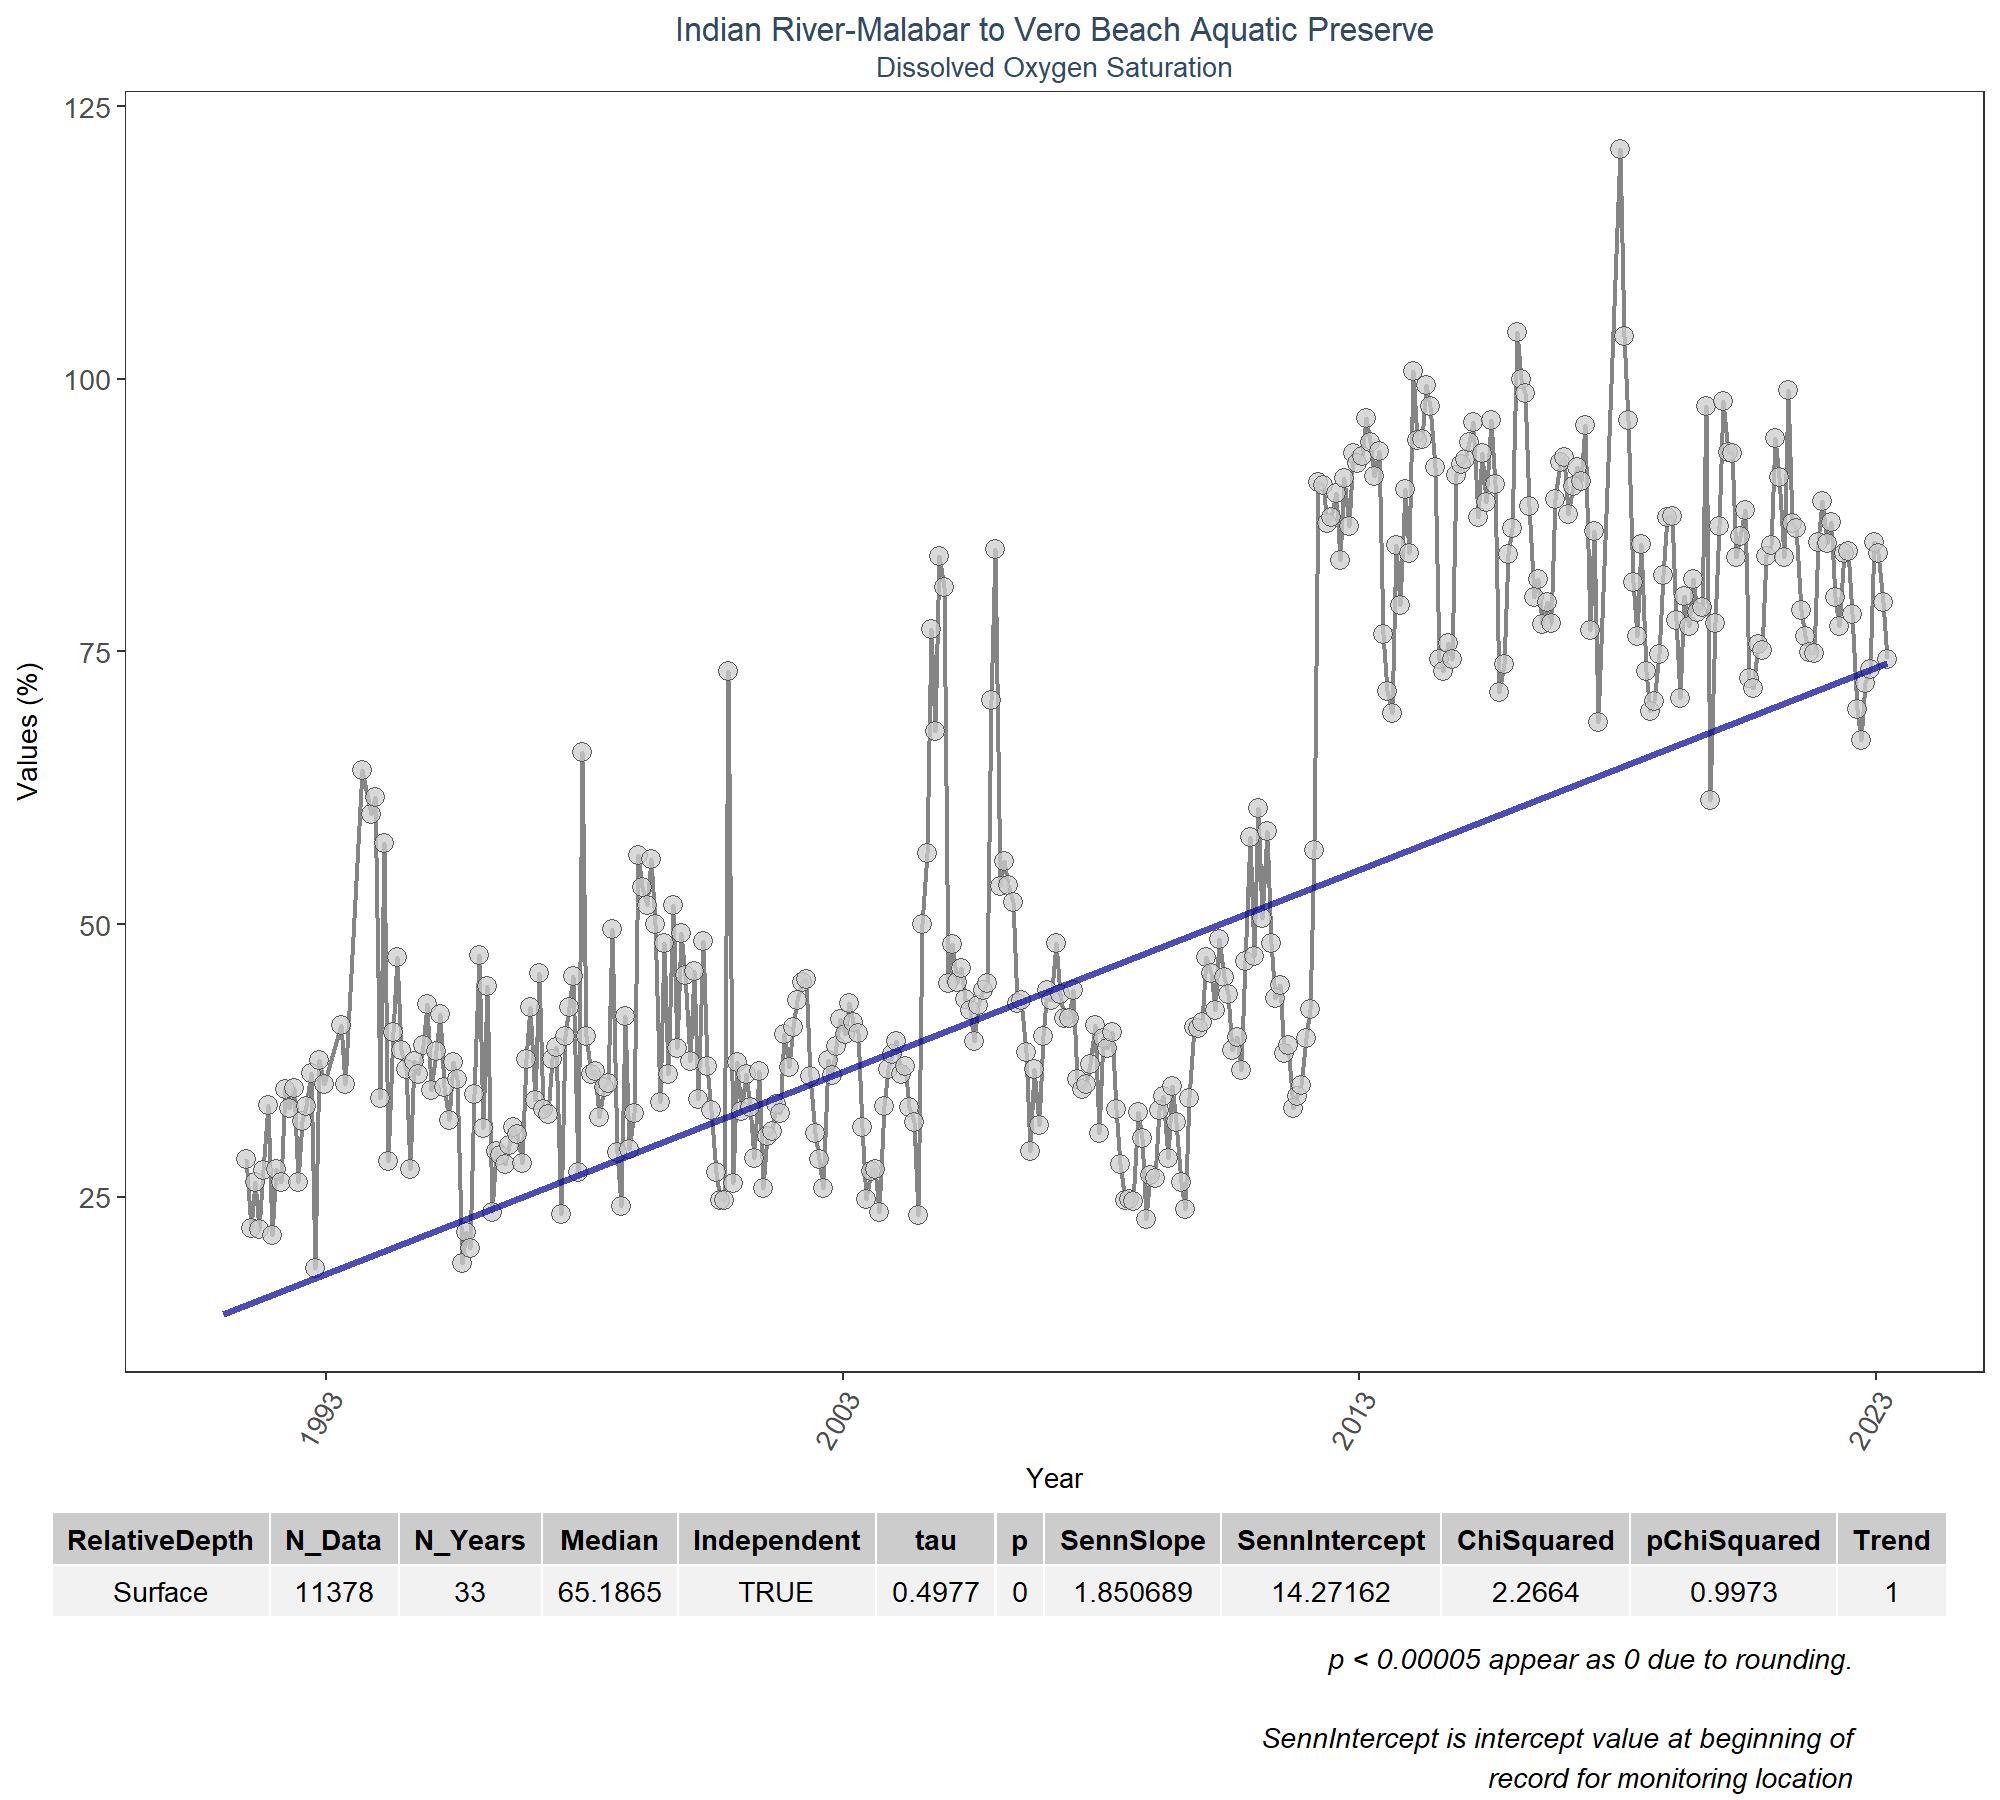 Indian River-Malabar to Vero Beach Aquatic Preserve
Dissolved Oxygen Saturation
125
100
75
50
25
Values (%)
1993
2003
2013
2023
Year
RelativeDepth N_Data N_Years Median Independent tau p SennSlope SennIntercept ChiSquared pChiSquared Trend
Surface 11378 33 65.1865 TRUE 0.4977 0 1.850689 14.27162 2.2664 0.9973 1
p < 0.00005 appear as 0 due to rounding.
SennIntercept is intercept value at beginning of
record for monitoring location